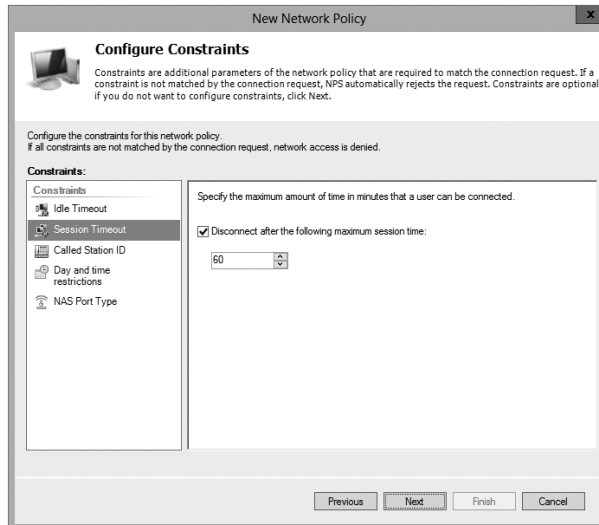 New Network Policy
x
Configure Constraints
Constraints are additional parameters of the network policy that are required to match the connection request. If a
constraint is not matched by the connection request, NPS automatically rejects the request. Constraints are optional
if you do not want to configure constraints, click Next.
Configure the constraints for this network policy.
If all constraints are not matched by the connection request, network access is denied.
Constraints:
Constraints
Idle Timeout
Session Timeout
Called Station ID
Day and time
restrictions
NAS Port Type
Specify the maximum amount of time in minutes that a user can be connected.
Disconnect after the following maximum session time:
60
Previous
Next
Finish
Cancel